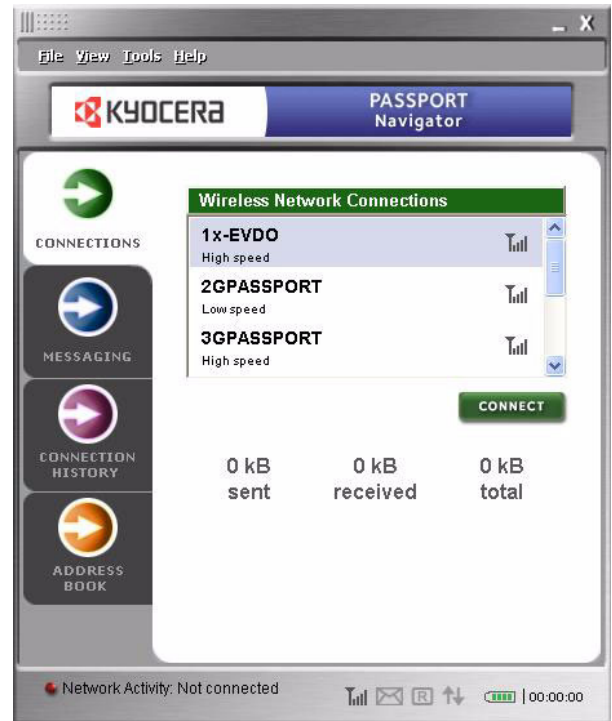 X
File View Tools Help
KYOCERA
PASSPORT
Navigator
CONNECTIONS
MESSAGING
CONNECTION
HISTORY
ADDRESS
BOOK
Wireless Network Connections
1x-EVDO
High speed
2GPASSPORT
Low speed
3GPASSPORT
High speed
CONNECT
0 kB 0 kB 0 kB
sent received total
Network Activity: Not connected
R
00:00:00